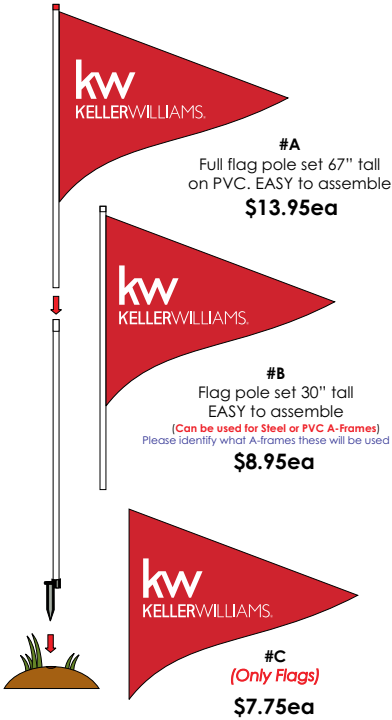 kw
KELLERWILLIAMS.
#A
Full flag pole set 67” tall
on PVC. EASY to assemble
$13.95ea
kw
KELLERWILLIAMS.
#B
Flag pole set 30” tall
EASY to assemble
(Can be used for Steel or PVC A-Frames)
Please identify what A-frames these will be used
$8.95ea
kw
KELLERWILLIAMS.
#C
(Only Flags)
$7.75ea